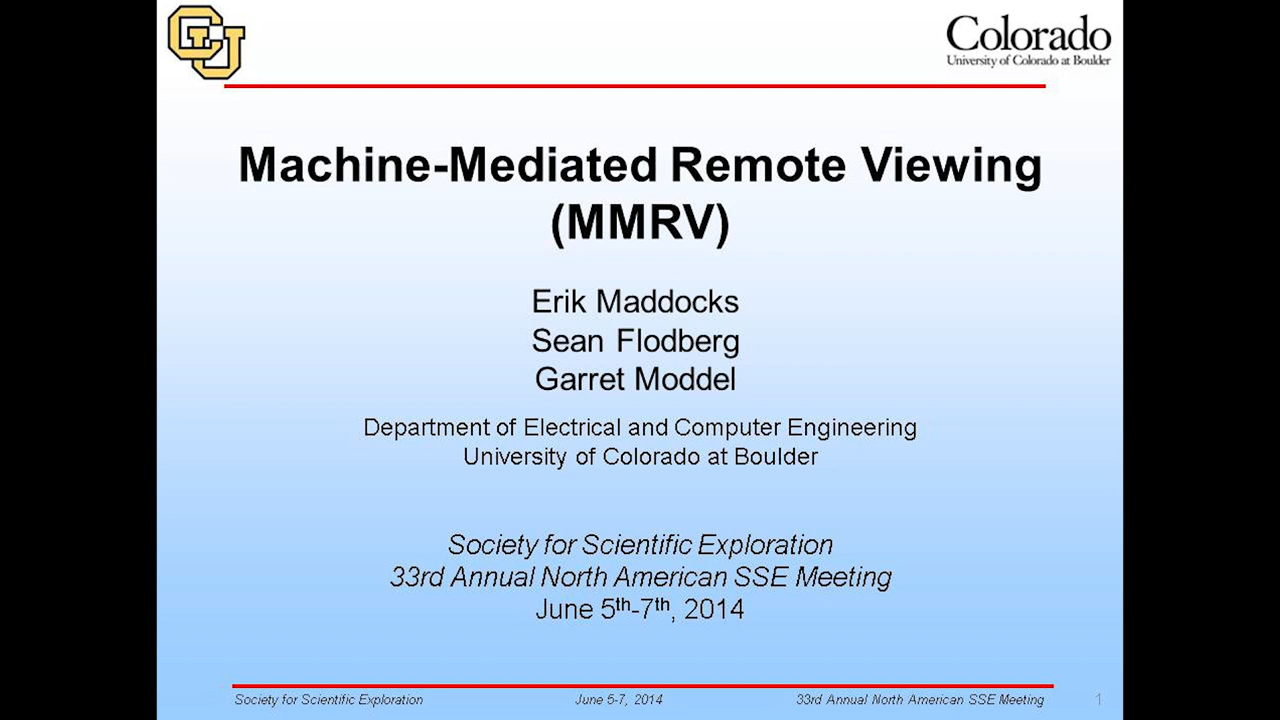 CU
Colorado
University of Colorado at Boulder
Machine-Mediated Remote Viewing
(MMRV)
Erik Maddocks
Sean Flodberg
Garret Moddel
Department of Electrical and Computer Engineering
University of Colorado at Boulder
Society for Scientific Exploration
33rd Annual North American SSE Meeting
June 5th-7th, 2014
Society for Scientific Exploration June 5-7, 2014 33rd Annual North American SSE Meeting 1